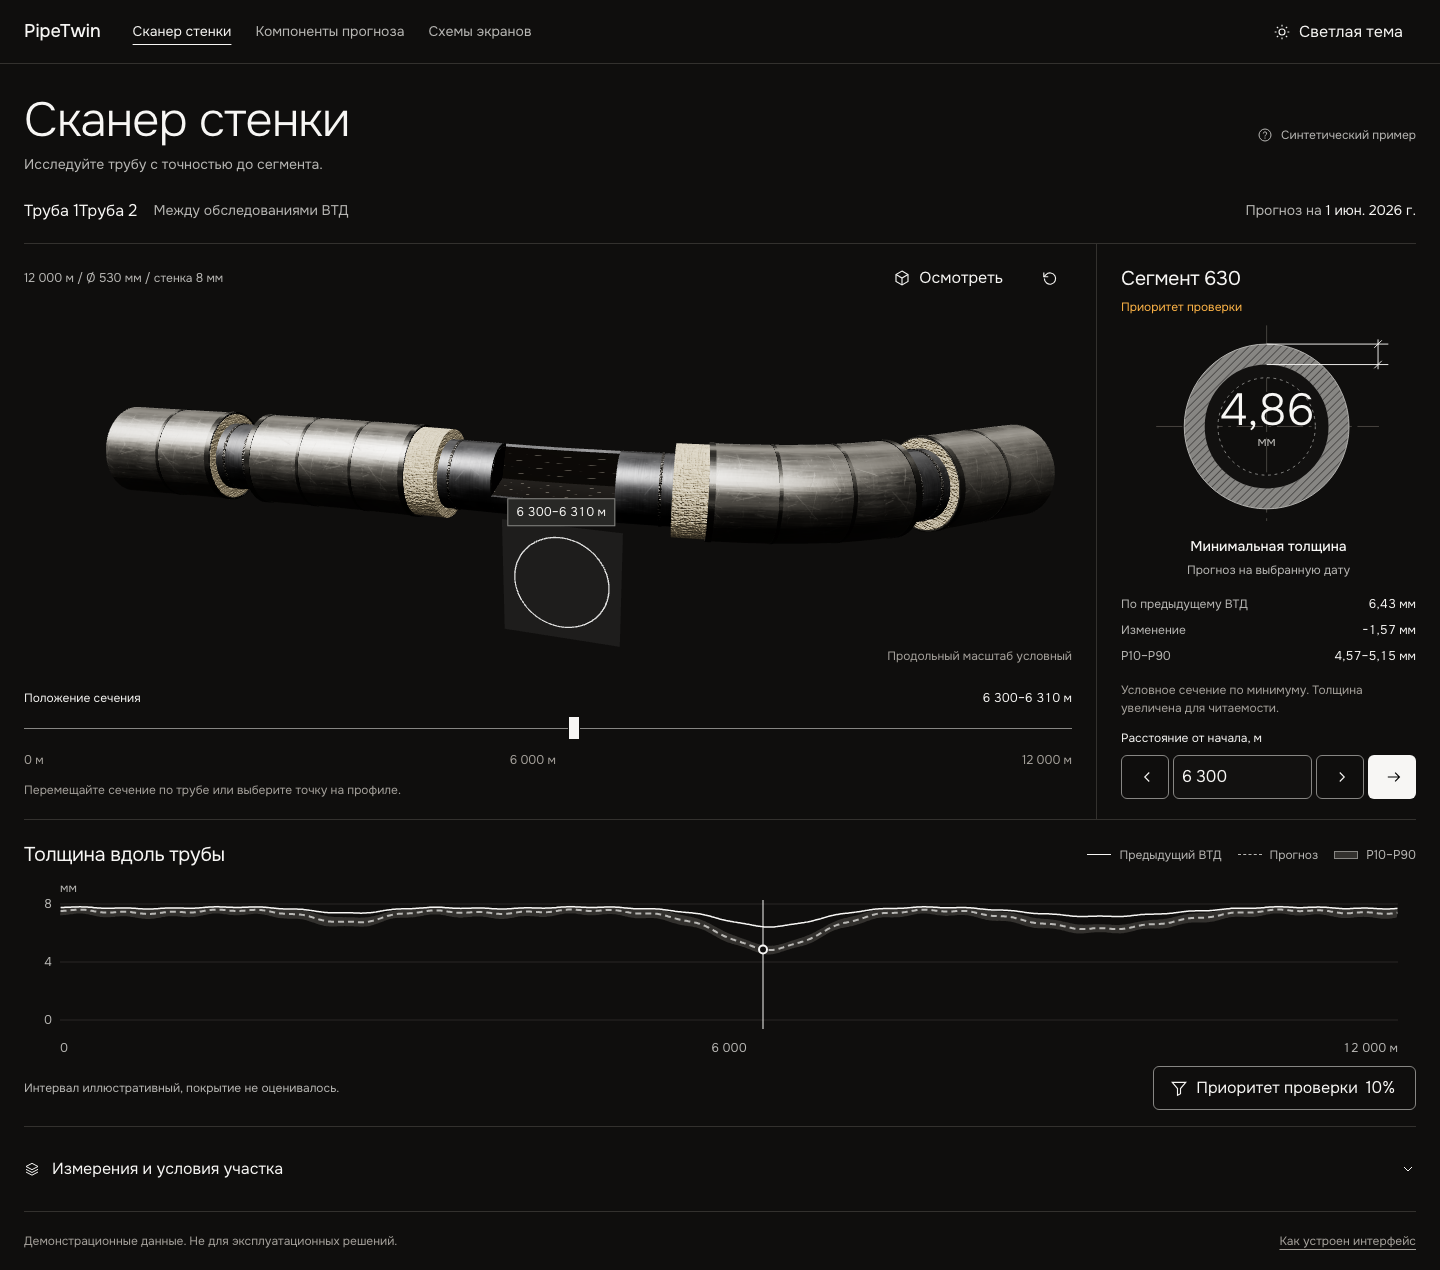 PipeTwin
Сканер стенки
Компоненты прогноза
Схемы экранов
Светлая тема
Сканер стенки
Исследуйте трубу с точностью до сегмента.
Синтетический пример
Труба 1Труба 2
Между обследованиями ВТД
Прогноз на 1 июн. 2026 г.
12 000 м / Ø 530 мм / стенка 8 мм
Осмотреть
6 300–6 310 м
Продольный масштаб условный
Положение сечения
6 300–6 310 м
0 м
6 000 м
12 000 м
Перемещайте сечение по трубе или выберите точку на профиле.
Сегмент 630
Приоритет проверки
4,86
мм
Минимальная толщина
Прогноз на выбранную дату
По предыдущему ВТД
6,43 мм
Изменение
−1,57 мм
P10–P90
4,57–5,15 мм
Условное сечение по минимуму. Толщина
увеличена для читаемости.
Расстояние от начала, м
6 300
Толщина вдоль трубы
Предыдущий ВТД
Прогноз
P10–P90
мм
8
4
0
0
6 000
12 000 м
Интервал иллюстративный, покрытие не оценивалось.
Приоритет проверки 10%
Измерения и условия участка
Демонстрационные данные. Не для эксплуатационных решений.
Как устроен интерфейс